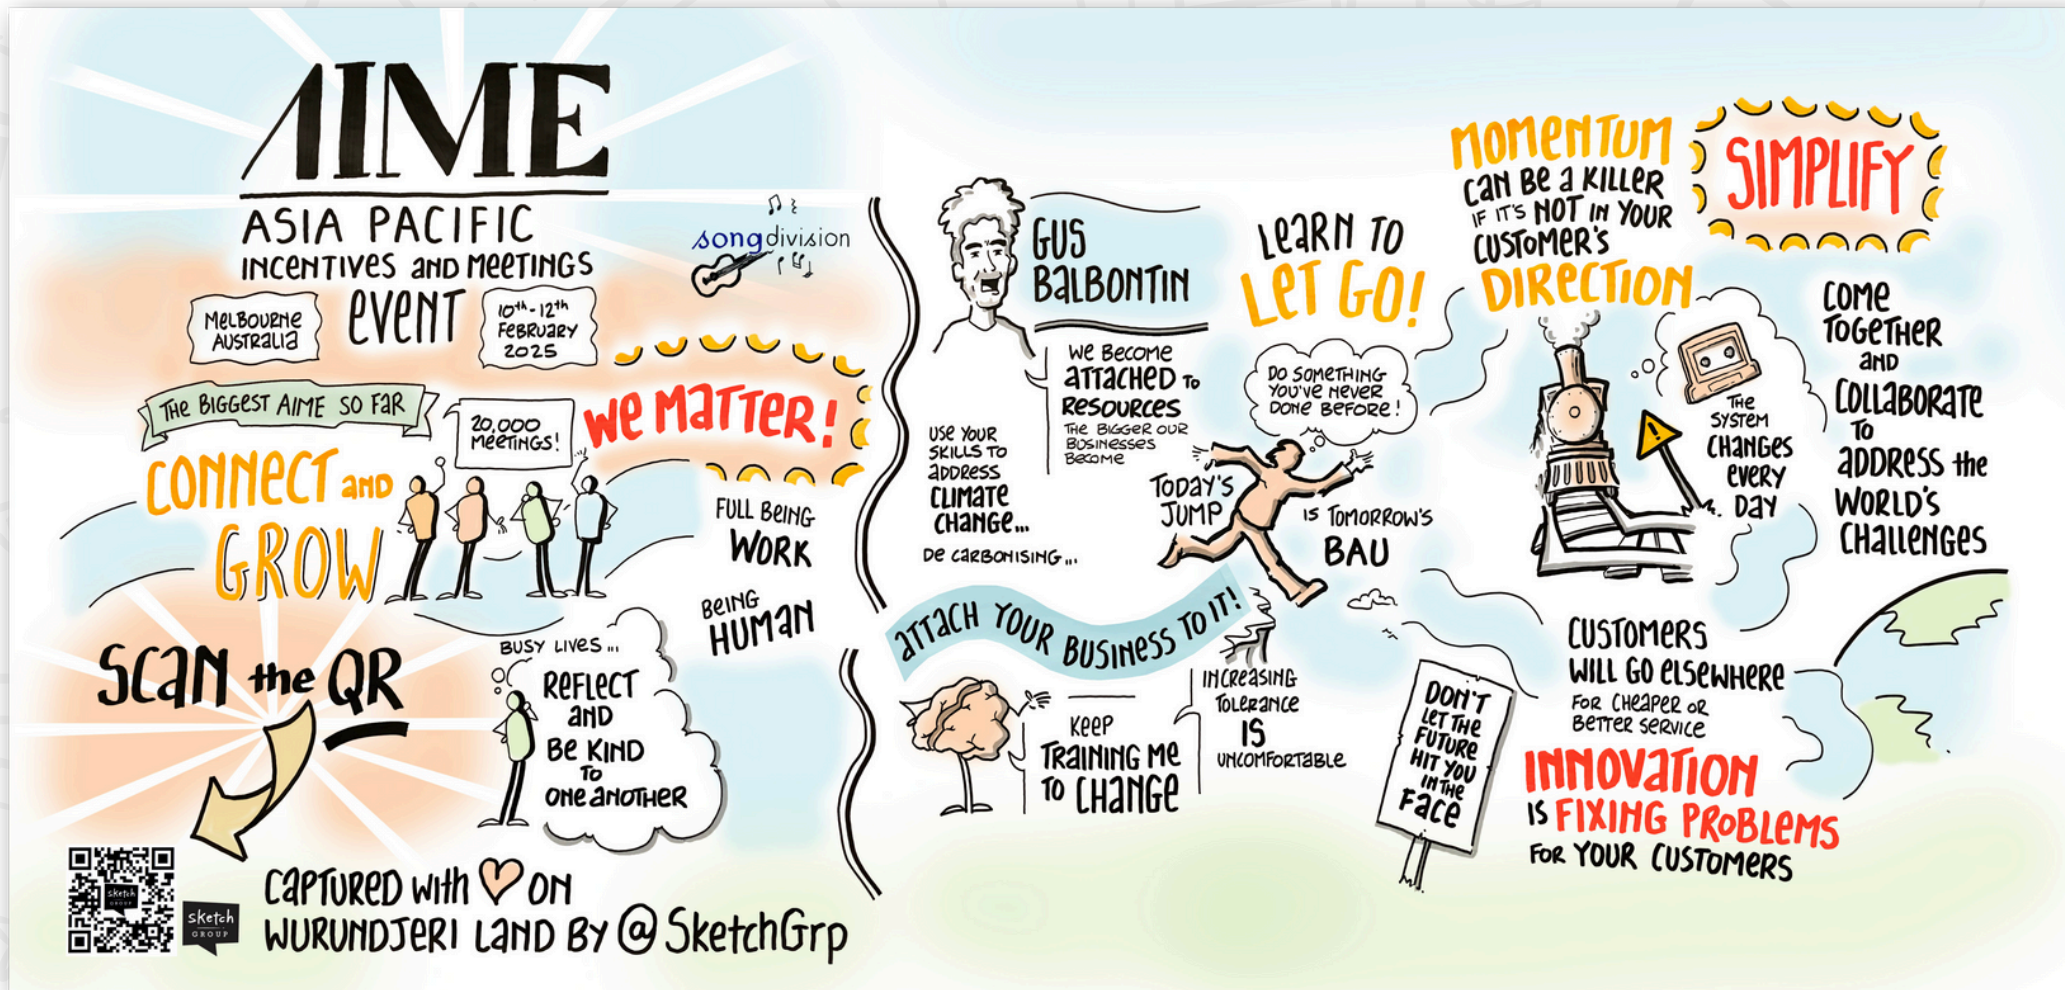 AIME
ASIA PACIFIC
INCENTIVES AND MEETINGS
EVENT
MELBOURNE
AUSTRALIA
10th - 12th
FEBRUARY
2025
songdivision
THE BIGGEST AIME SO FAR
20,000
MEETINGS!
WE MATTER!
CONNECT AND
GROW
FULL BEING
WORK
BEING
HUMAN
SCAN the QR
BUSY LIVES...
REFLECT
AND
BE KIND
TO
ONE ANOTHER
sketch
GROUP
sketch
GROUP
CAPTURED WITH ON
WURUNDJERI LAND BY @SketchGrp
GUS
BALBONTIN
WE BECOME
ATTACHED TO
RESOURCES
THE BIGGER OUR
BUSINESSES
BECOME
USE YOUR
SKILLS TO
ADDRESS
CLIMATE
CHANGE...
DE CARBONISING...
ATTACH YOUR BUSINESS TO IT!
KEEP
TRAINING ME
TO CHANGE
INCREASING
TOLERANCE
IS
UNCOMFORTABLE
LEARN TO
LET GO!
DO SOMETHING
YOU'VE NEVER
DONE BEFORE!
TODAY'S
JUMP
IS TOMORROW'S
BAU
MOMENTUM
CAN BE A KILLER
IF IT'S NOT IN YOUR
CUSTOMER'S
DIRECTION
SIMPLIFY
THE
SYSTEM
CHANGES
EVERY
DAY
COME
TOGETHER
AND
COLLABORATE
TO
ADDRESS the
WORLD'S
CHALLENGES
DON'T
LET THE
FUTURE
HIT YOU
IN THE
FACE
CUSTOMERS
WILL GO ELSEWHERE
FOR CHEAPER OR
BETTER SERVICE
INNOVATION
IS FIXING PROBLEMS
FOR YOUR CUSTOMERS